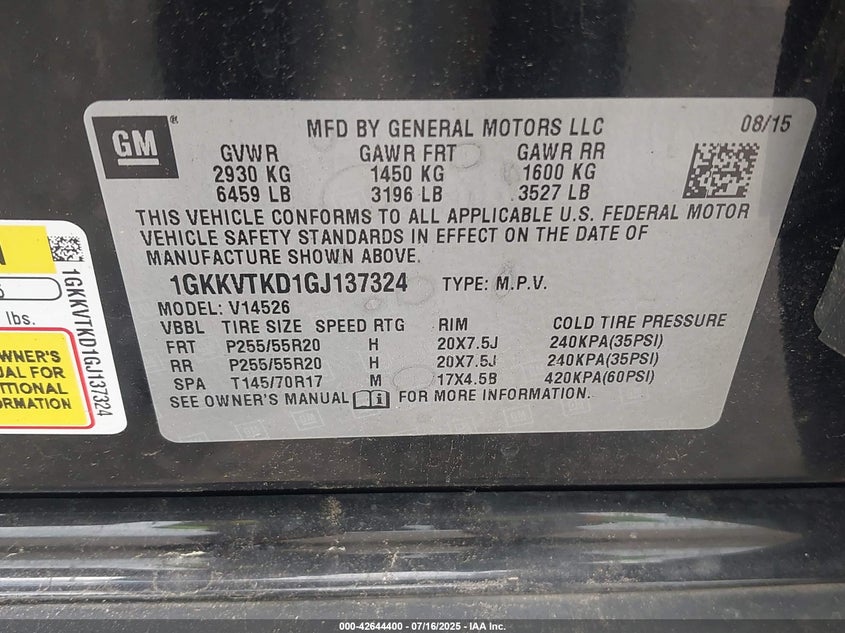 GM
MFD BY GENERAL MOTORS LLC
08/15
GVWR GAWR FRT GAWR RR
2930 KG 1450 KG 1600 KG
6459 LB 3196 LB 3527 LB
THIS VEHICLE CONFORMS TO ALL APPLICABLE U.S. FEDERAL MOTOR
VEHICLE SAFETY STANDARDS IN EFFECT ON THE DATE OF
MANUFACTURE SHOWN ABOVE.
1GKKVTKD1GJ137324 TYPE: M.P.V.
MODEL: V14526
VBBL TIRE SIZE SPEED RTG RIM COLD TIRE PRESSURE
FRT P255/55R20 H 20X7.5J 240KPA(35PSI)
RR P255/55R20 H 20X7.5J 240KPA(35PSI)
SPA T145/70R17 M 17X4.5B 420KPA(60PSI)
SEE OWNER'S MANUAL FOR MORE INFORMATION.
lbs.
OWNER'S
FOR
1GKKVTKD1GJ137324
000-42644400 - 07/16/2025 - IAA Inc.